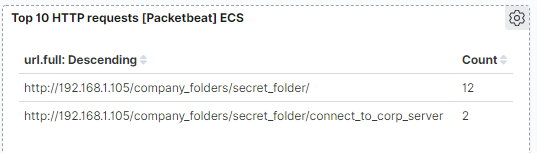 Top 10 HTTP requests [Packetbeat] ECS
url.full: Descending Count
http://192.168.1.105/company_folders/secret_folder/ 12
http://192.168.1.105/company_folders/secret_folder/connect_to_corp_server 2